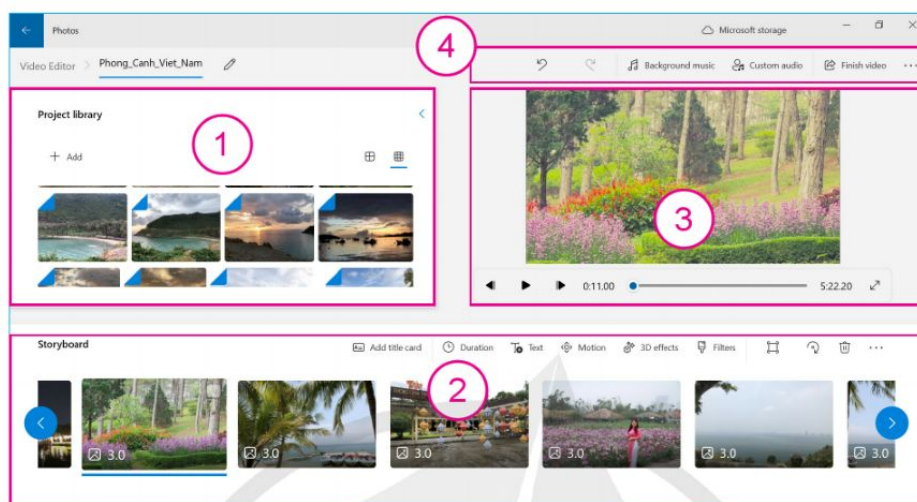 Photos
Microsoft storage
4
Video Editor > Phong_Canh_Viet_Nam
Background music Custom audio Finish video ...
Project library
1
+ Add
3
0:11.00 5:22.20
Storyboard
Add title card Duration Text Motion 3D effects Filters ...
2
3.0 3.0 3.0 3.0 3.0